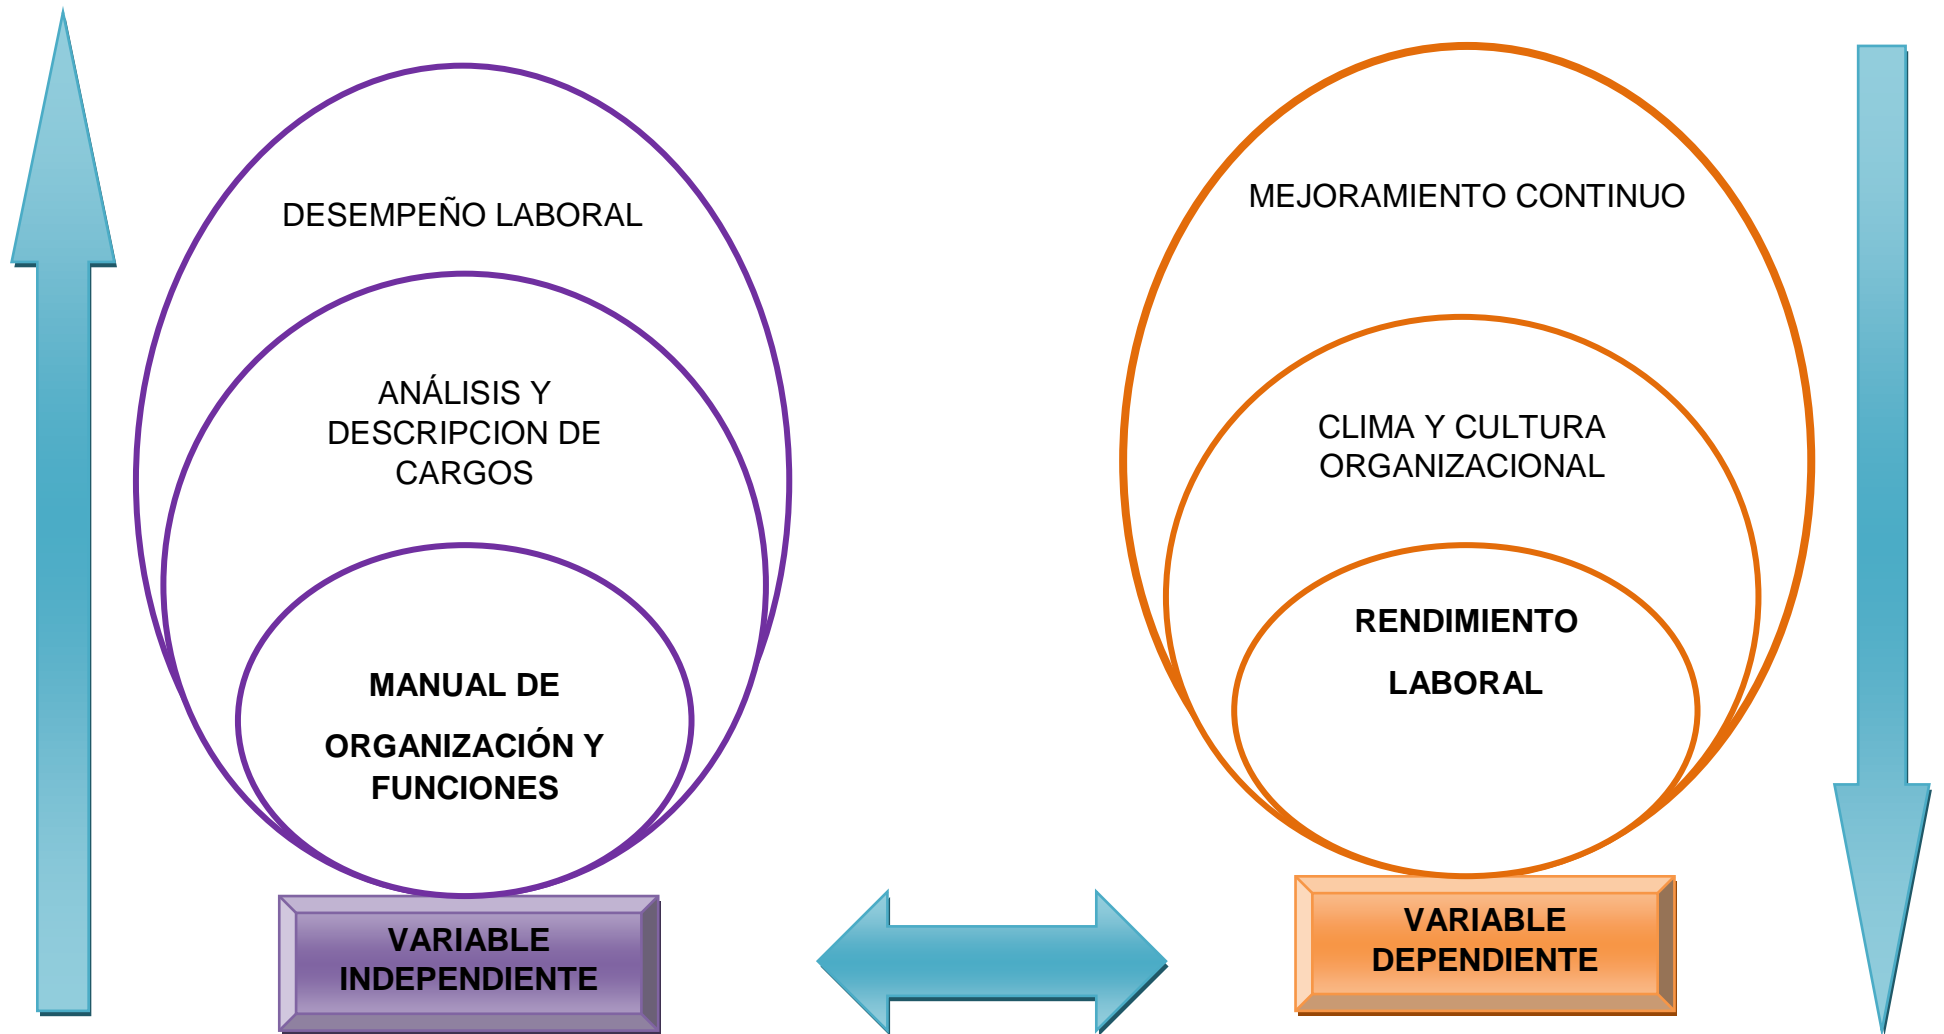 DESEMPEÑO LABORAL
ANÁLISIS Y
DESCRIPCION DE
CARGOS
MANUAL DE
ORGANIZACIÓN Y
FUNCIONES
VARIABLE
INDEPENDIENTE
MEJORAMIENTO CONTINUO
CLIMA Y CULTURA
ORGANIZACIONAL
RENDIMIENTO
LABORAL
VARIABLE
DEPENDIENTE